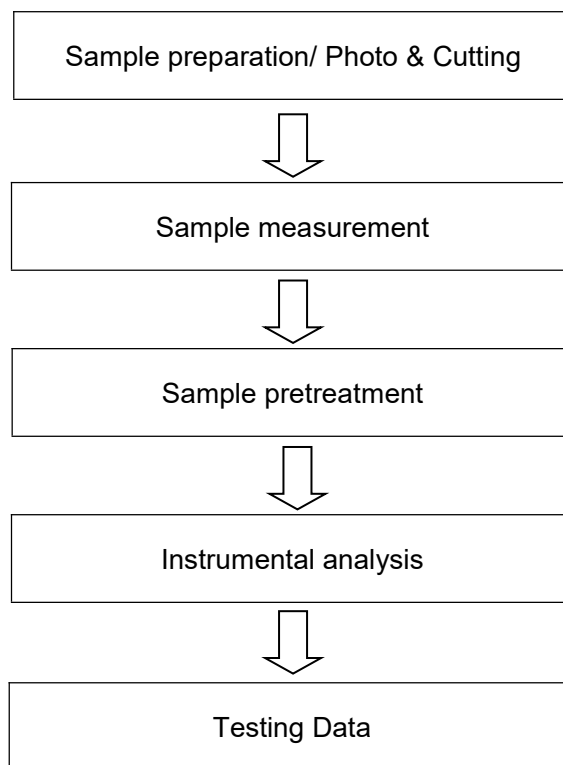 Sample preparation/ Photo & Cutting
Sample measurement
Sample pretreatment
Instrumental analysis
Testing Data